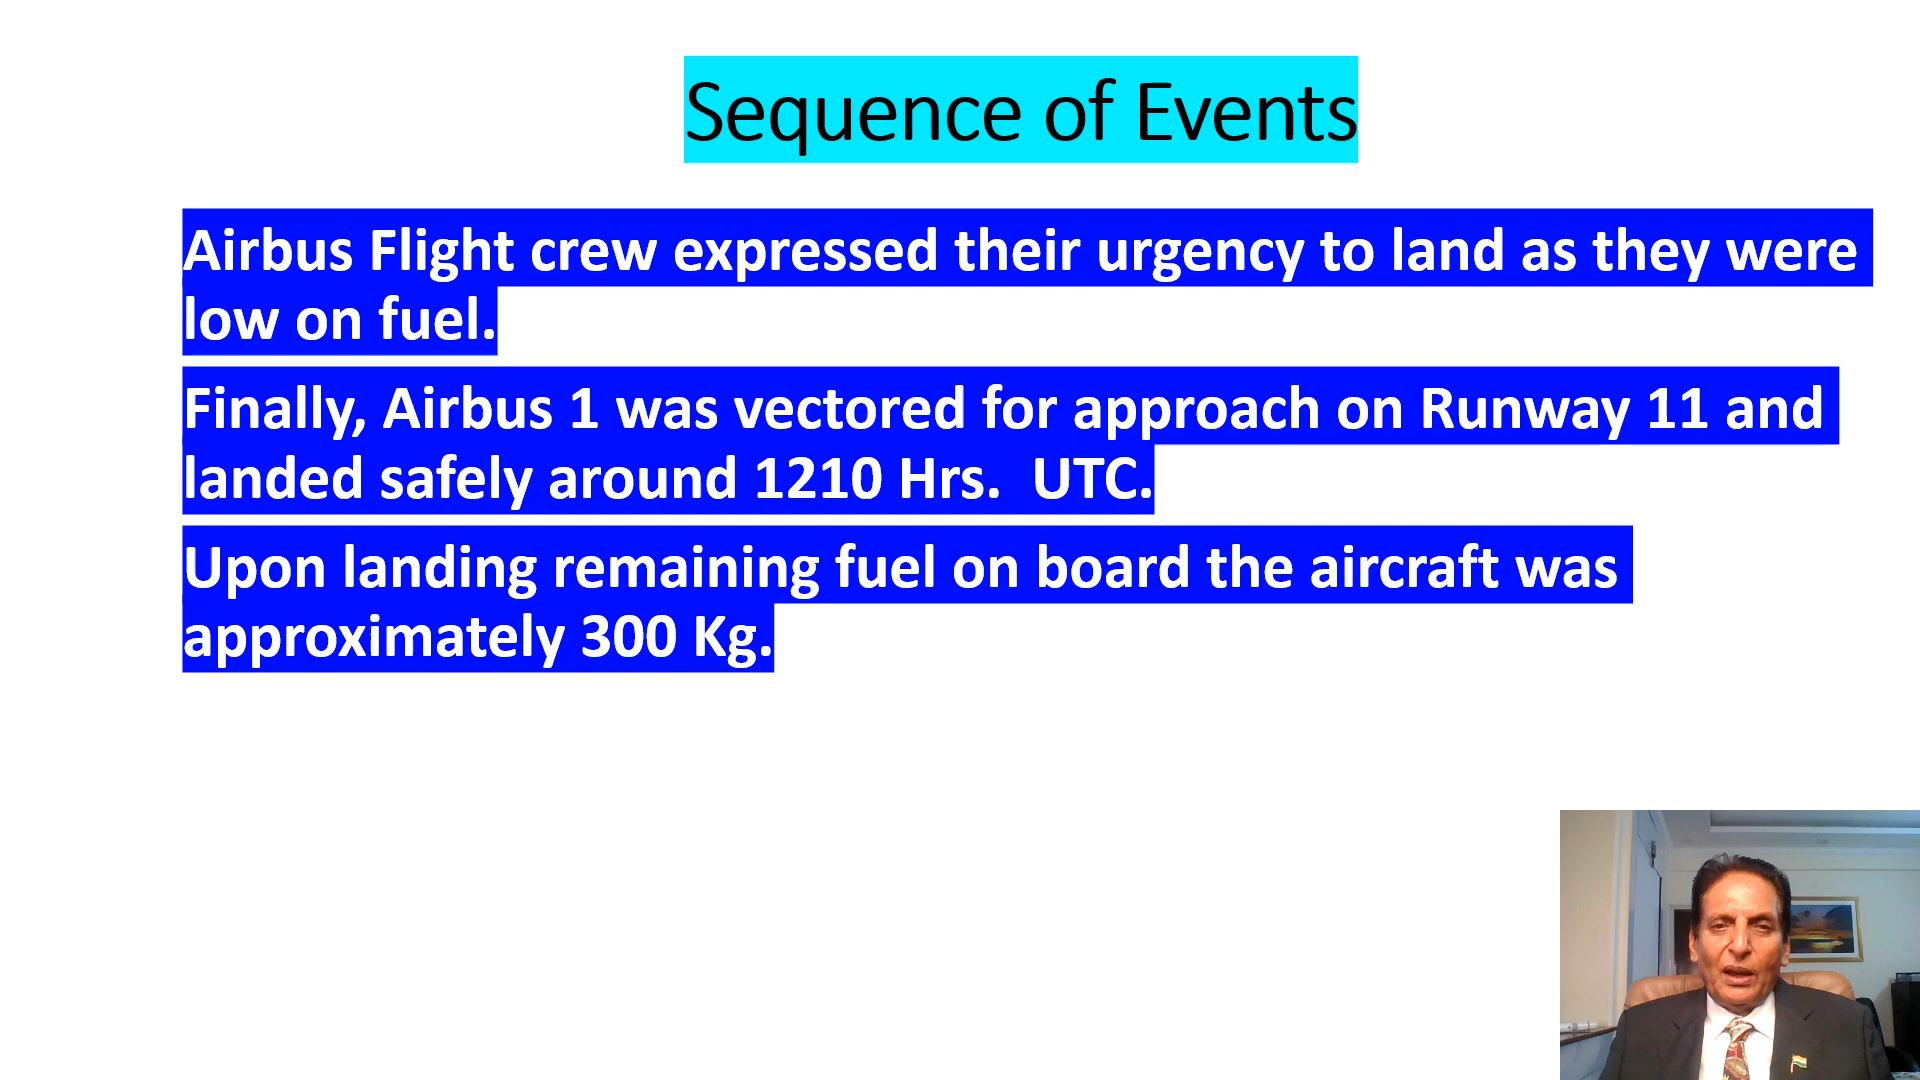 Sequence of Events
Airbus Flight crew expressed their urgency to land as they were
low on fuel.
Finally, Airbus 1 was vectored for approach on Runway 11 and
landed safely around 1210 Hrs.  UTC.
Upon landing remaining fuel on board the aircraft was
approximately 300 Kg.